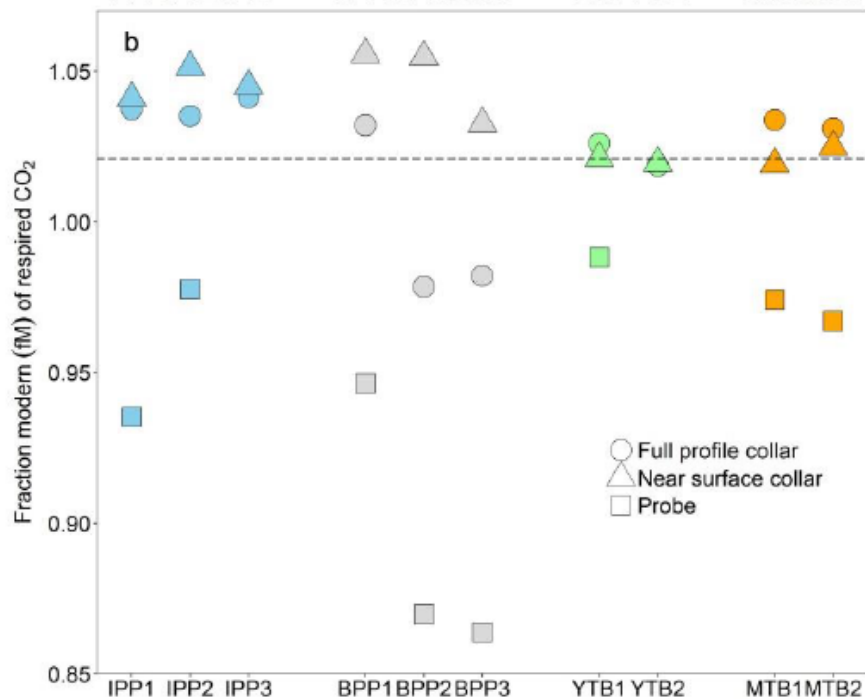 b
1.05
1.00
0.95
0.90
0.85
Fraction modern (fM) of respired CO₂
Full profile collar
Near surface collar
Probe
IPP1 IPP2 IPP3 BPP1 BPP2 BPP3 YTB1 YTB2 MTB1 MTB2